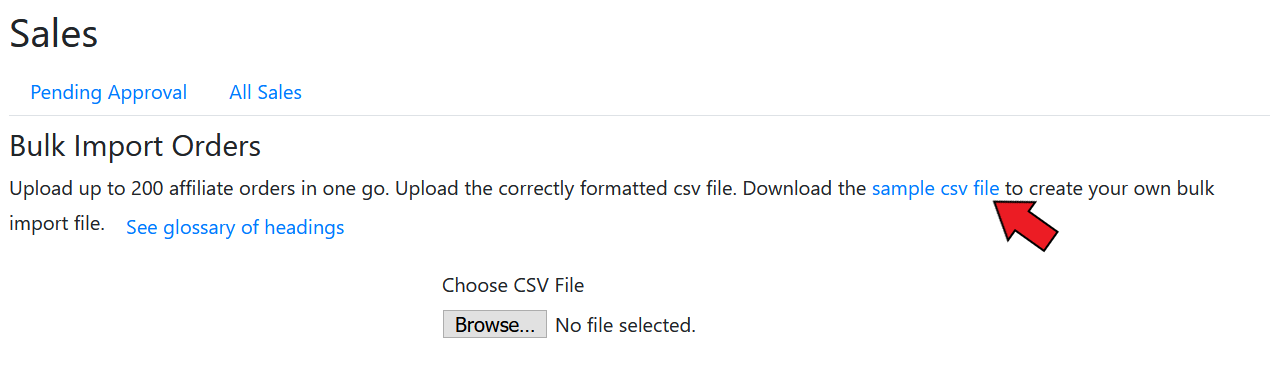 Sales
Pending Approval All Sales
Bulk Import Orders
Upload up to 200 affiliate orders in one go. Upload the correctly formatted csv file. Download the sample csv file to create your own bulk
import file. See glossary of headings
Choose CSV File
Browse... No file selected.